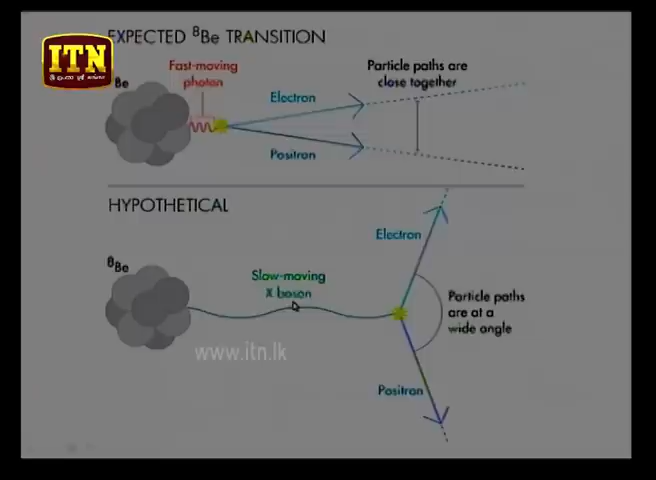 EXPECTED ⁸Be TRANSITION
ITN
Fast-moving
photon
Particle paths are
close together
Be
Electron
Positron
HYPOTHETICAL
Electron
⁸Be
Slow-moving
X boson
Particle paths
are at a
wide angle
www.itn.lk
Positron